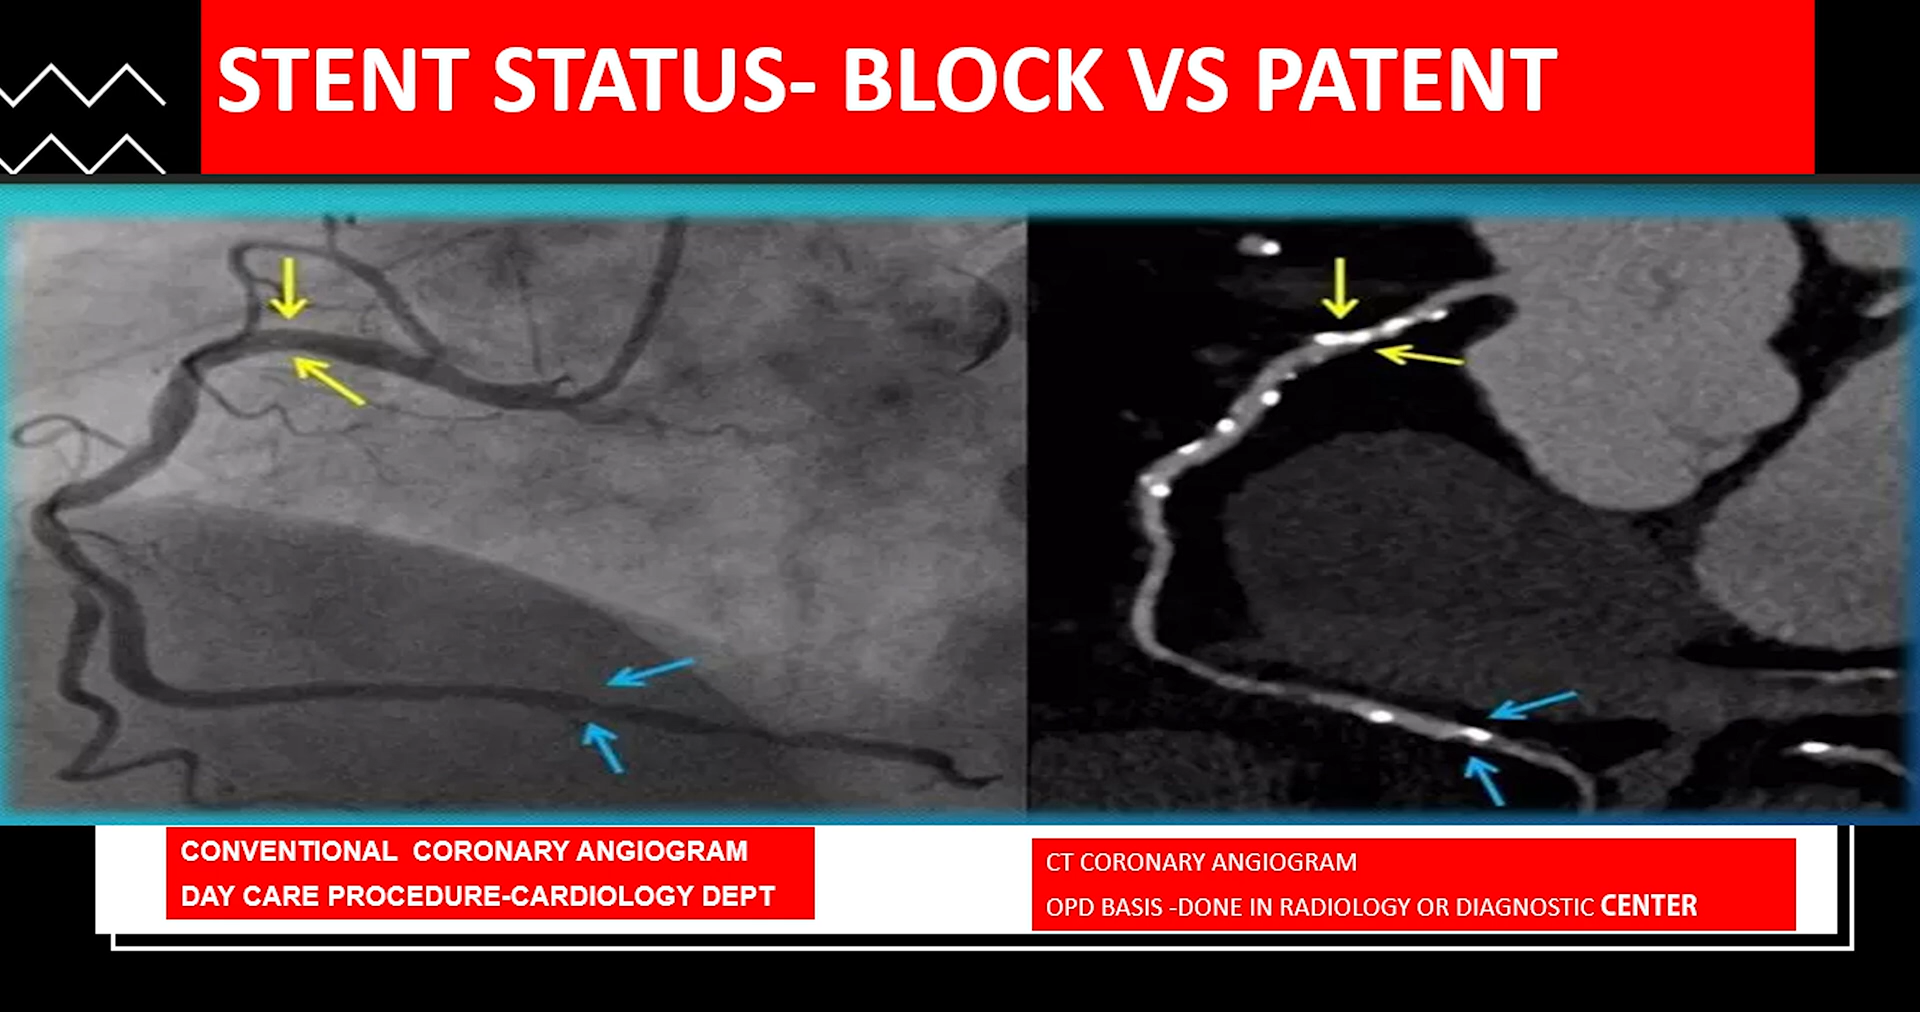 STENT STATUS- BLOCK VS PATENT
CONVENTIONAL CORONARY ANGIOGRAM
DAY CARE PROCEDURE-CARDIOLOGY DEPT
CT CORONARY ANGIOGRAM
OPD BASIS -DONE IN RADIOLOGY OR DIAGNOSTIC CENTER